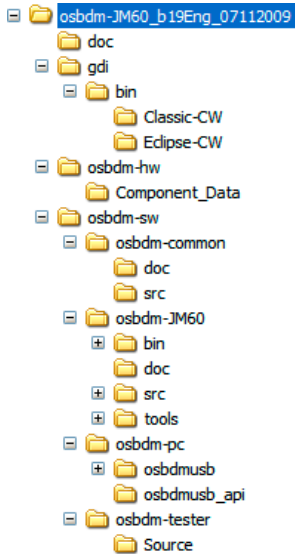 osbdm-JM60_b19Eng_07112009
doc
gdi
bin
Classic-CW
Eclipse-CW
osbdm-hw
Component_Data
osbdm-sw
osbdm-common
doc
src
osbdm-JM60
bin
doc
src
tools
osbdm-pc
osbdmusb
osbdmusb_api
osbdm-tester
Source